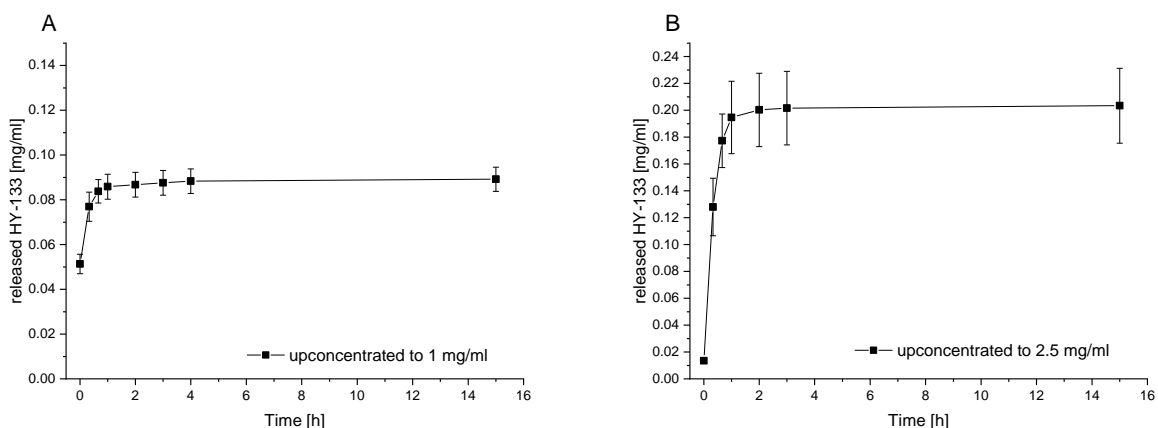 A
released HY-133 [mg/ml]
0.14
0.12
0.10
0.08
0.06
0.04
0.02
0.00
upconcentrated to 1 mg/ml
0 2 4 6 8 10 12 14 16
Time [h]
B
released HY-133 [mg/ml]
0.24
0.22
0.20
0.18
0.16
0.14
0.12
0.10
0.08
0.06
0.04
0.02
0.00
upconcentrated to 2.5 mg/ml
0 2 4 6 8 10 12 14 16
Time [h]